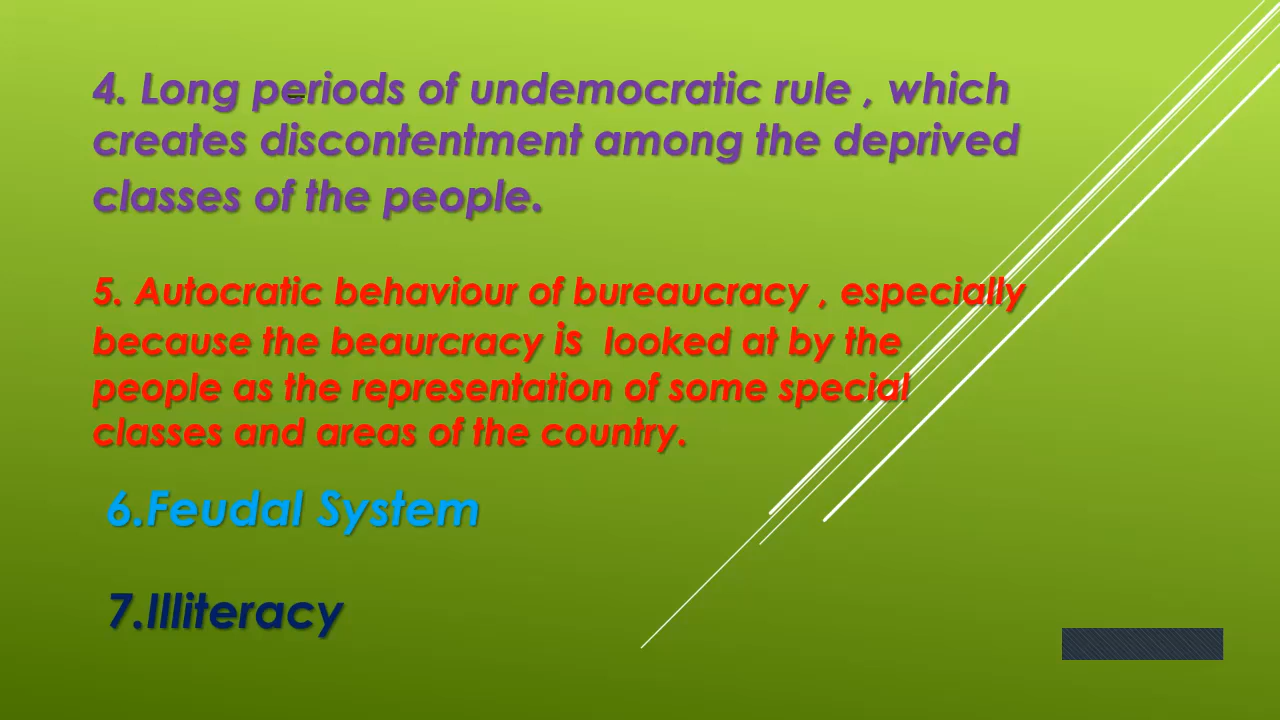 4. Long periods of undemocratic rule , which
creates discontentment among the deprived
classes of the people.
5. Autocratic behaviour of bureaucracy , especially
because the beaurcracy is looked at by the
people as the representation of some special
classes and areas of the country.
6.Feudal System
7.Illiteracy